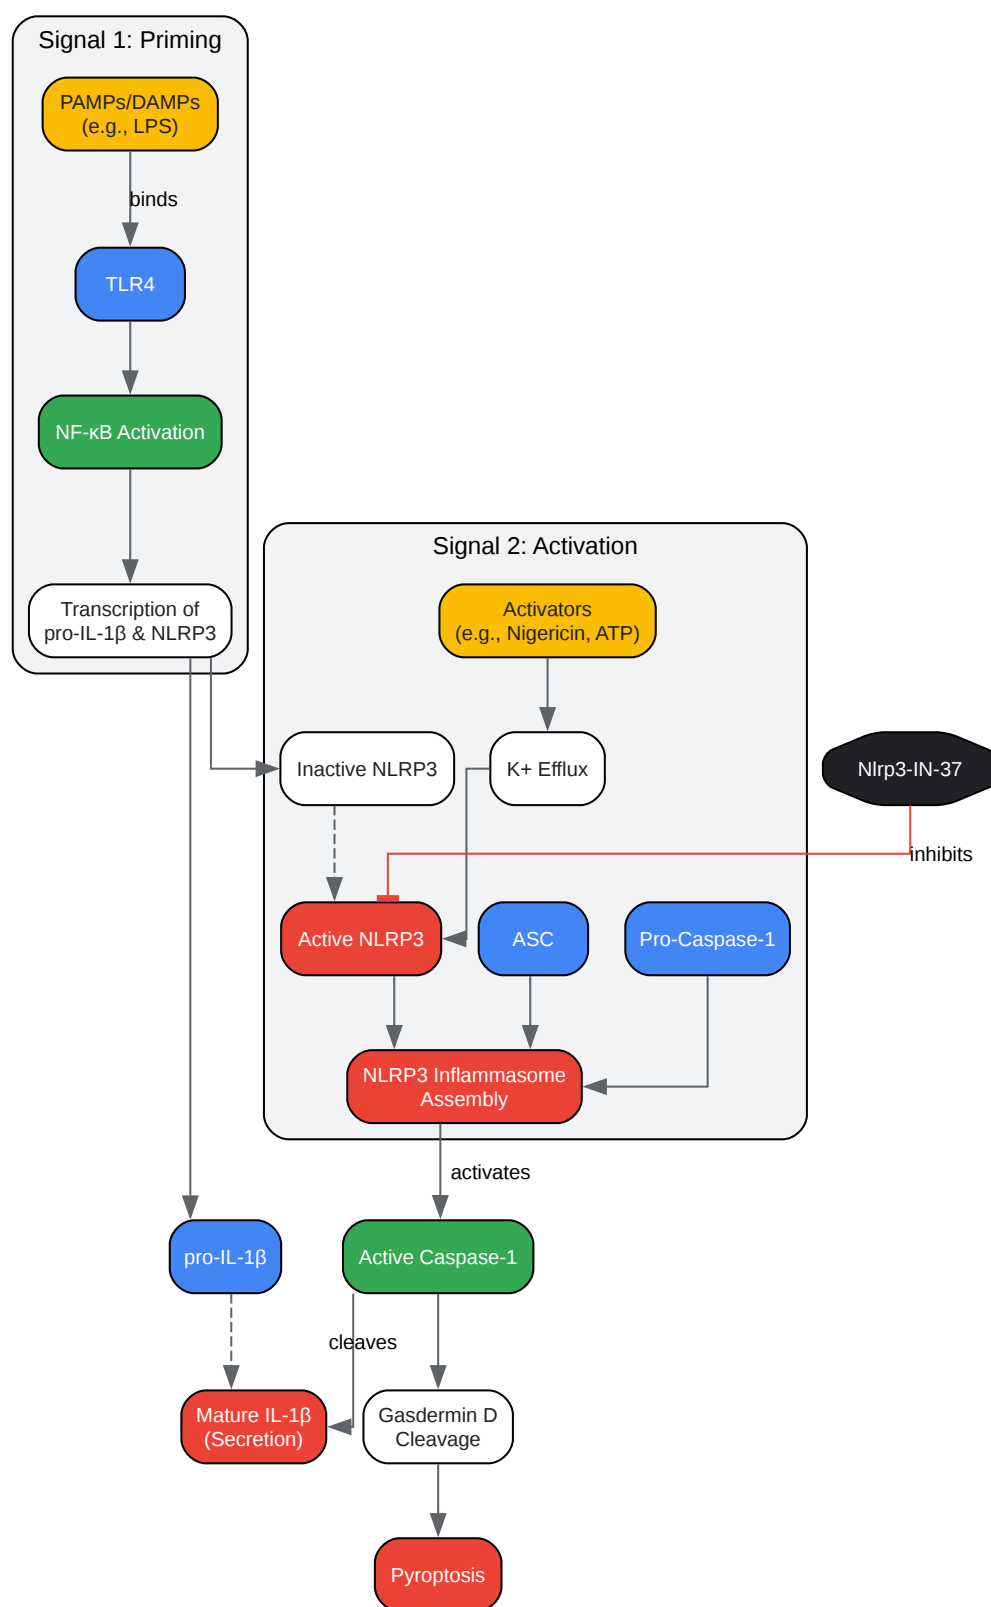 Signal 1: Priming
PAMPs/DAMPs
(e.g., LPS)
binds
TLR4
NF-κB Activation
Transcription of
pro-IL-1β & NLRP3
Signal 2: Activation
Activators
(e.g., Nigericin, ATP)
Inactive NLRP3
K+ Efflux
Nlrp3-IN-37
inhibits
Active NLRP3
ASC
Pro-Caspase-1
NLRP3 Inflammasome
Assembly
activates
pro-IL-1β
Active Caspase-1
cleaves
Mature IL-1β
(Secretion)
Gasdermin D
Cleavage
Pyroptosis